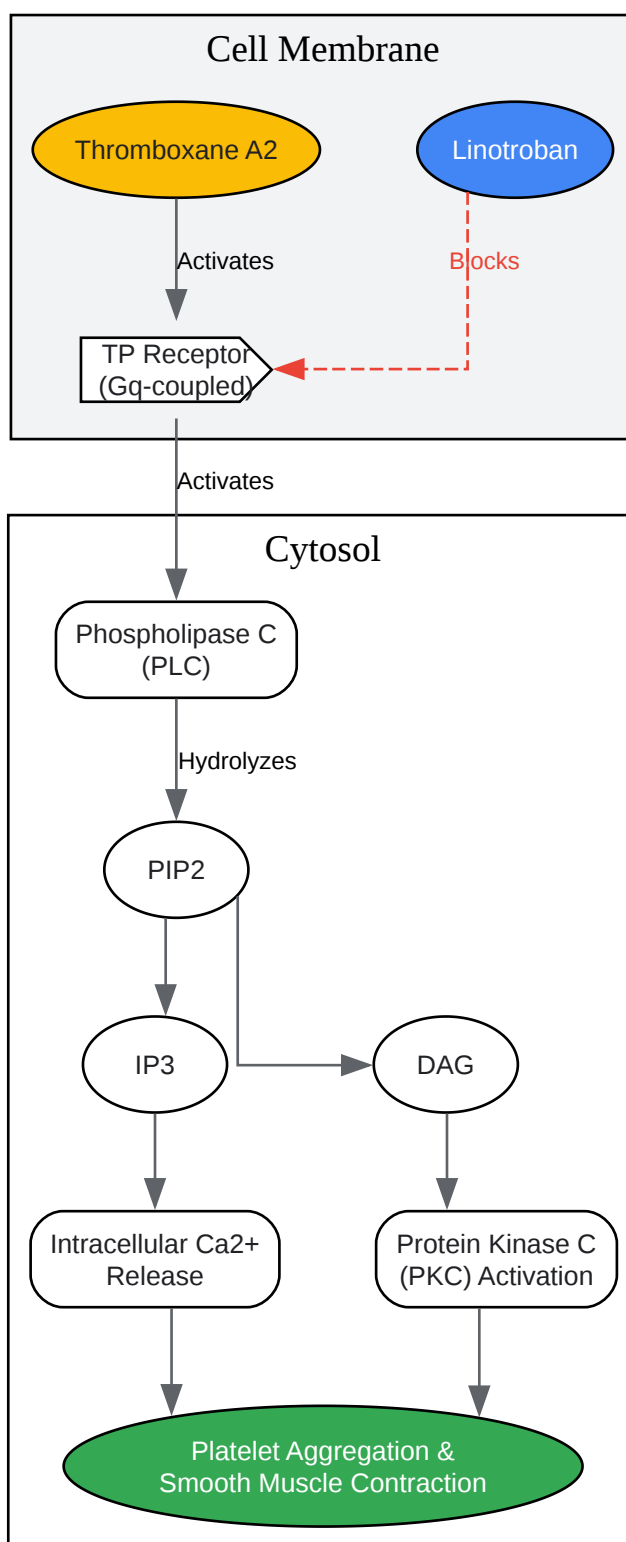 Cell Membrane
Thromboxane A2
Linotroban
Activates
Blocks
TP Receptor
(Gq-coupled)
Activates
Cytosol
Phospholipase C
(PLC)
Hydrolyzes
PIP2
IP3
DAG
Intracellular Ca2+
Release
Protein Kinase C
(PKC) Activation
Platelet Aggregation &
Smooth Muscle Contraction